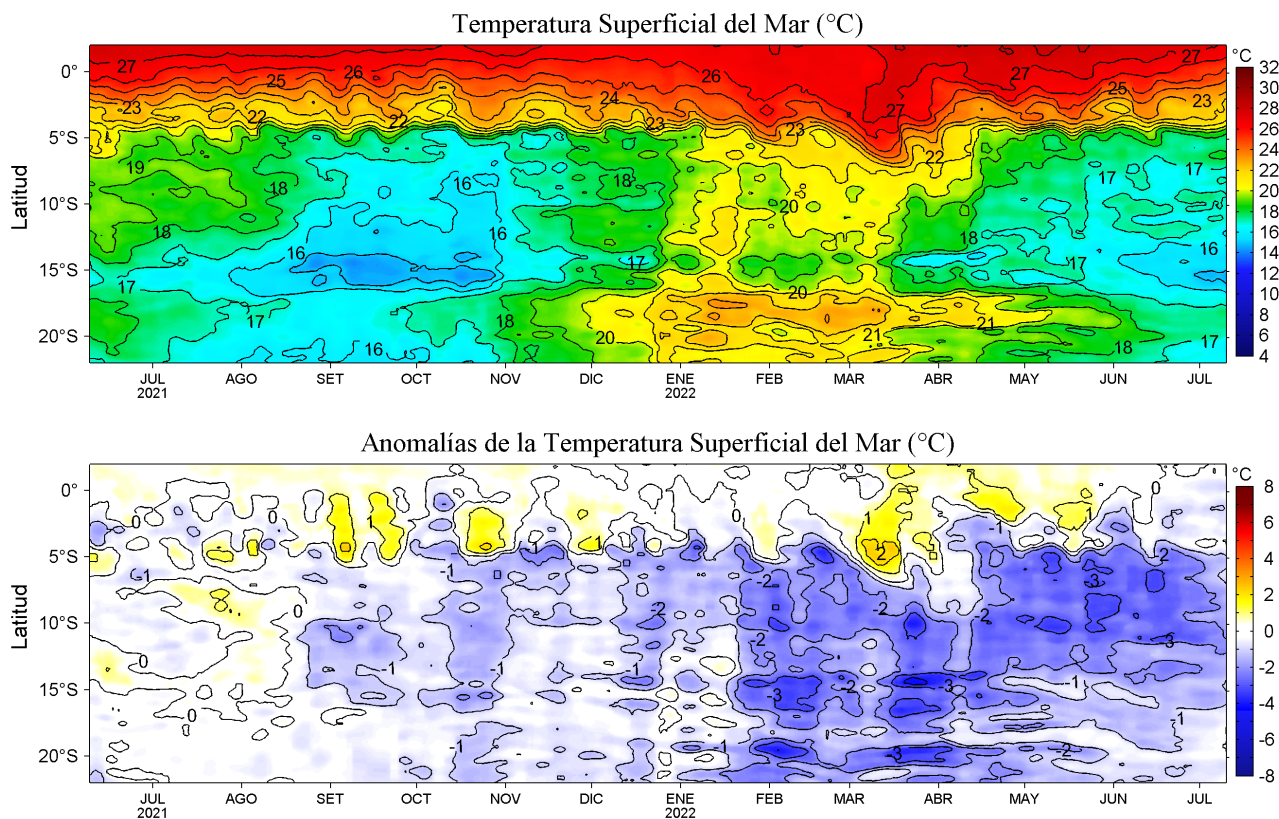 Temperatura Superficial del Mar (°C)
°C
32
30
28
26
24
22
20
18
16
14
12
10
8
6
4
Latitud
0°
5°S
10°S
15°S
20°S
27 26 25 24 23 22 22 26 27 27 25 23
23 23 22
19 18 16 18 20 17 17
18 16 16 17 20 18 16
17 17 18 20 20 21 21 18 17
16
JUL AGO SET OCT NOV DIC ENE FEB MAR ABR MAY JUN JUL
2021 2022
Anomalías de la Temperatura Superficial del Mar (°C)
°C
8
6
4
2
0
-2
-4
-6
-8
Latitud
0°
5°S
10°S
15°S
20°S
0 0 1 0 1 -1 1 0
-1 1 2 -2
-1 0 -1 -2 -2 -2 -2 -3
0 -1 -1 -1 -2 -3
0 -1 -3 -2 -3 -1 -1
-1 -1 -3 -2
JUL AGO SET OCT NOV DIC ENE FEB MAR ABR MAY JUN JUL
2021 2022